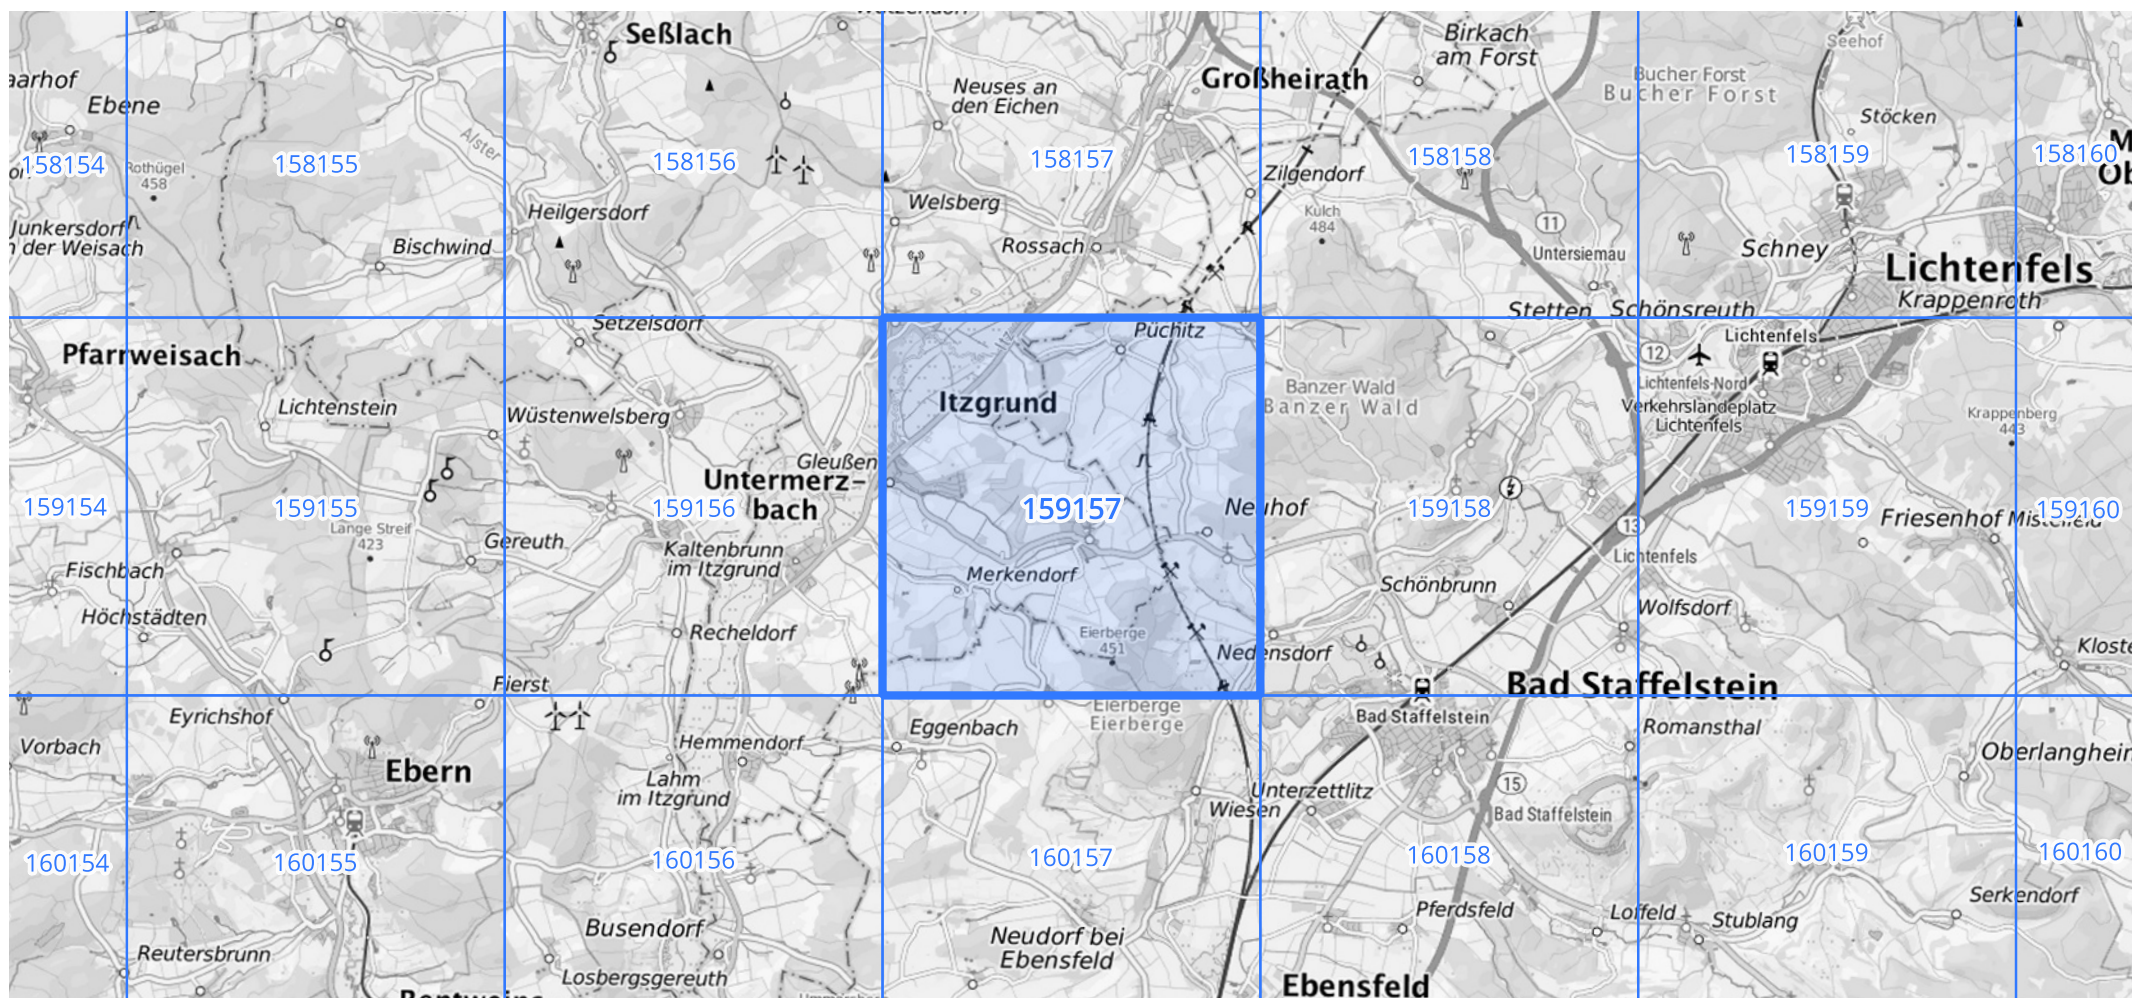 Seßlach
Birkach
am Forst
Seehof
Großheirath
Bucher Forst
Bucher Forst
aarhof
Ebene
Neuses an
den Eichen
Stöcken
Alster
158154
158155
158156
158157
158158
158159
158160
Rothügel
458
Zilgendorf
Junkersdorf
n der Weisach
Heilgersdorf
Welsberg
Kulch
484
11
Bischwind
Rossach
Untersiemau
Schney
Lichtenfels
Krappenroth
Stetten
Schönsreuth
Setzelsdorf
Püchitz
Lichtenfels
Pfarrweisach
12
Lichtenfels-Nord
Verkehrslandeplatz
Lichtenfels
Banzer Wald
Banzer Wald
Itzgrund
Lichtenstein
Wüstenwelsberg
Krappenberg
443
Gleußen
Untermerz-
bach
159154
159155
159156
159157
159158
159159
159160
Neuhof
13
Friesenhof
Mistelfeld
Lange Streif
423
Gereuth
Kaltenbrunn
im Itzgrund
Lichtenfels
Fischbach
Merkendorf
Schönbrunn
Höchstädten
Recheldorf
Eierberge
451
Wolfsdorf
Nedensdorf
Kloste
Fierst
Bad Staffelstein
Eyrichshof
Eierberge
Eierberge
Bad Staffelstein
Romansthal
Vorbach
Eggenbach
Hemmendorf
Oberlangheim
Ebern
Lahm
im Itzgrund
Unterzettlitz
Wiesen
15
Bad Staffelstein
160154
160155
160156
160157
160158
160159
160160
Serkendorf
Pferdsfeld
Loffeld
Stublang
Busendorf
Neudorf bei
Ebensfeld
Reutersbrunn
Losbergsgereuth
Ebensfeld